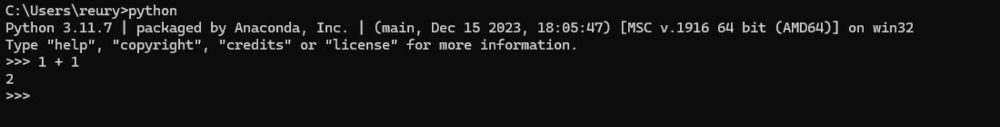 C:\Users\reury>python
Python 3.11.7 | packaged by Anaconda, Inc. | (main, Dec 15 2023, 18:05:47) [MSC v.1916 64 bit (AMD64)] on win32
Type "help", "copyright", "credits" or "license" for more information.
>>> 1 + 1
2
>>>